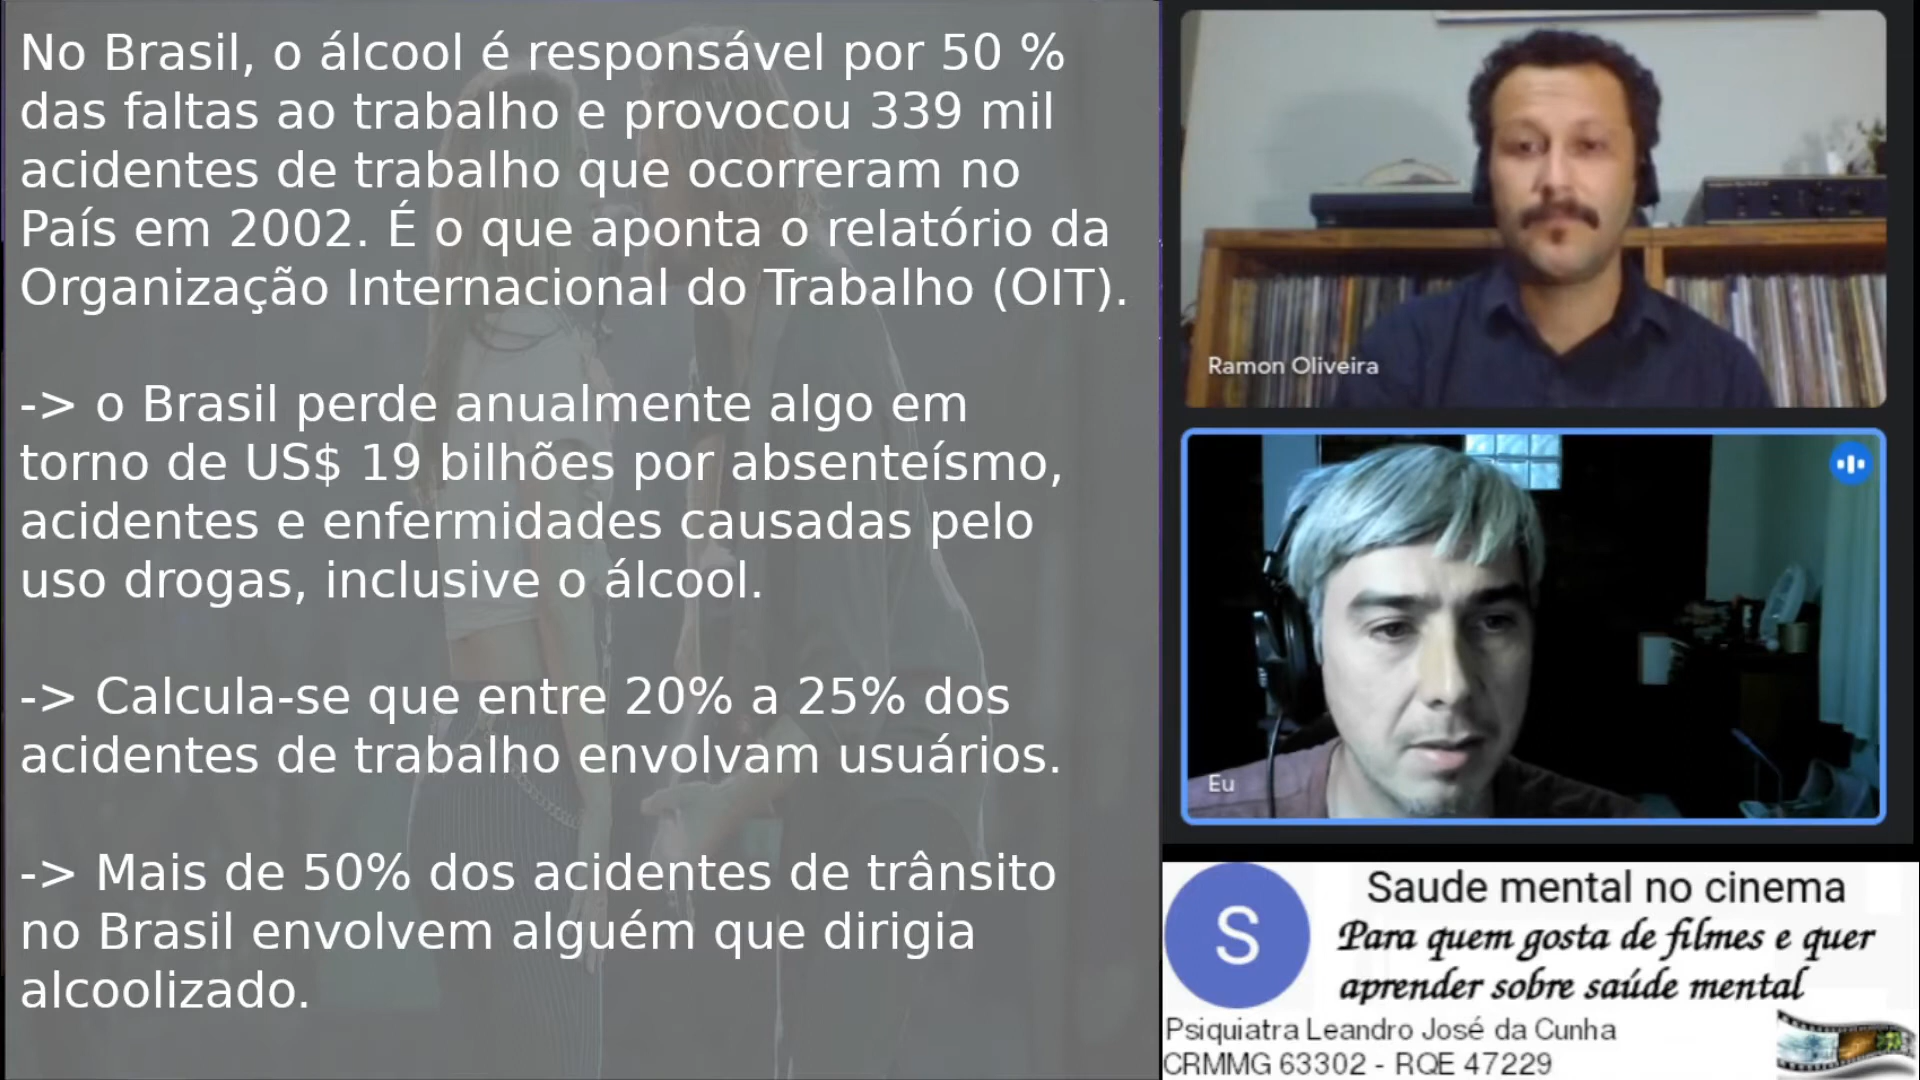 No Brasil, o álcool é responsável por 50 %
das faltas ao trabalho e provocou 339 mil
acidentes de trabalho que ocorreram no
País em 2002. É o que aponta o relatório da
Organização Internacional do Trabalho (OIT).
-> o Brasil perde anualmente algo em
torno de US$ 19 bilhões por absenteísmo,
acidentes e enfermidades causadas pelo
uso drogas, inclusive o álcool.
-> Calcula-se que entre 20% a 25% dos
acidentes de trabalho envolvam usuários.
-> Mais de 50% dos acidentes de trânsito
no Brasil envolvem alguém que dirigia
alcoolizado.
Ramon Oliveira
Eu
S
Saude mental no cinema
Para quem gosta de filmes e quer
aprender sobre saúde mental
Psiquiatra Leandro José da Cunha
CRMMG 63302 - RQE 47229